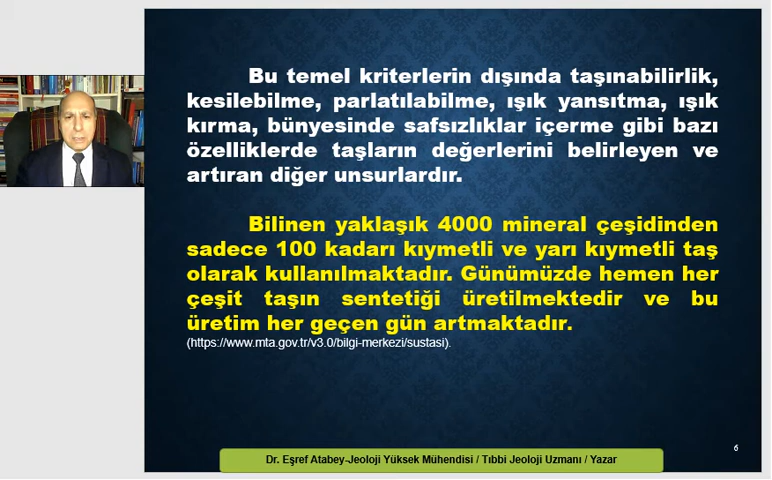 Bu temel kriterlerin dışında taşınabilirlik,
kesilebilme, parlatılabilme, ışık yansıtma, ışık
kırma, bünyesinde safsızlıklar içerme gibi bazı
özelliklerde taşların değerlerini belirleyen ve
artıran diğer unsurlardır.
Bilinen yaklaşık 4000 mineral çeşidinden
sadece 100 kadarı kıymetli ve yarı kıymetli taş
olarak kullanılmaktadır. Günümüzde hemen her
çeşit taşın sentetiği üretilmektedir ve bu
üretim her geçen gün artmaktadır.
(https://www.mta.gov.tr/v3.0/bilgi-merkezi/sustasi).
6
Dr. Eşref Atabey-Jeoloji Yüksek Mühendisi / Tıbbi Jeoloji Uzmanı / Yazar